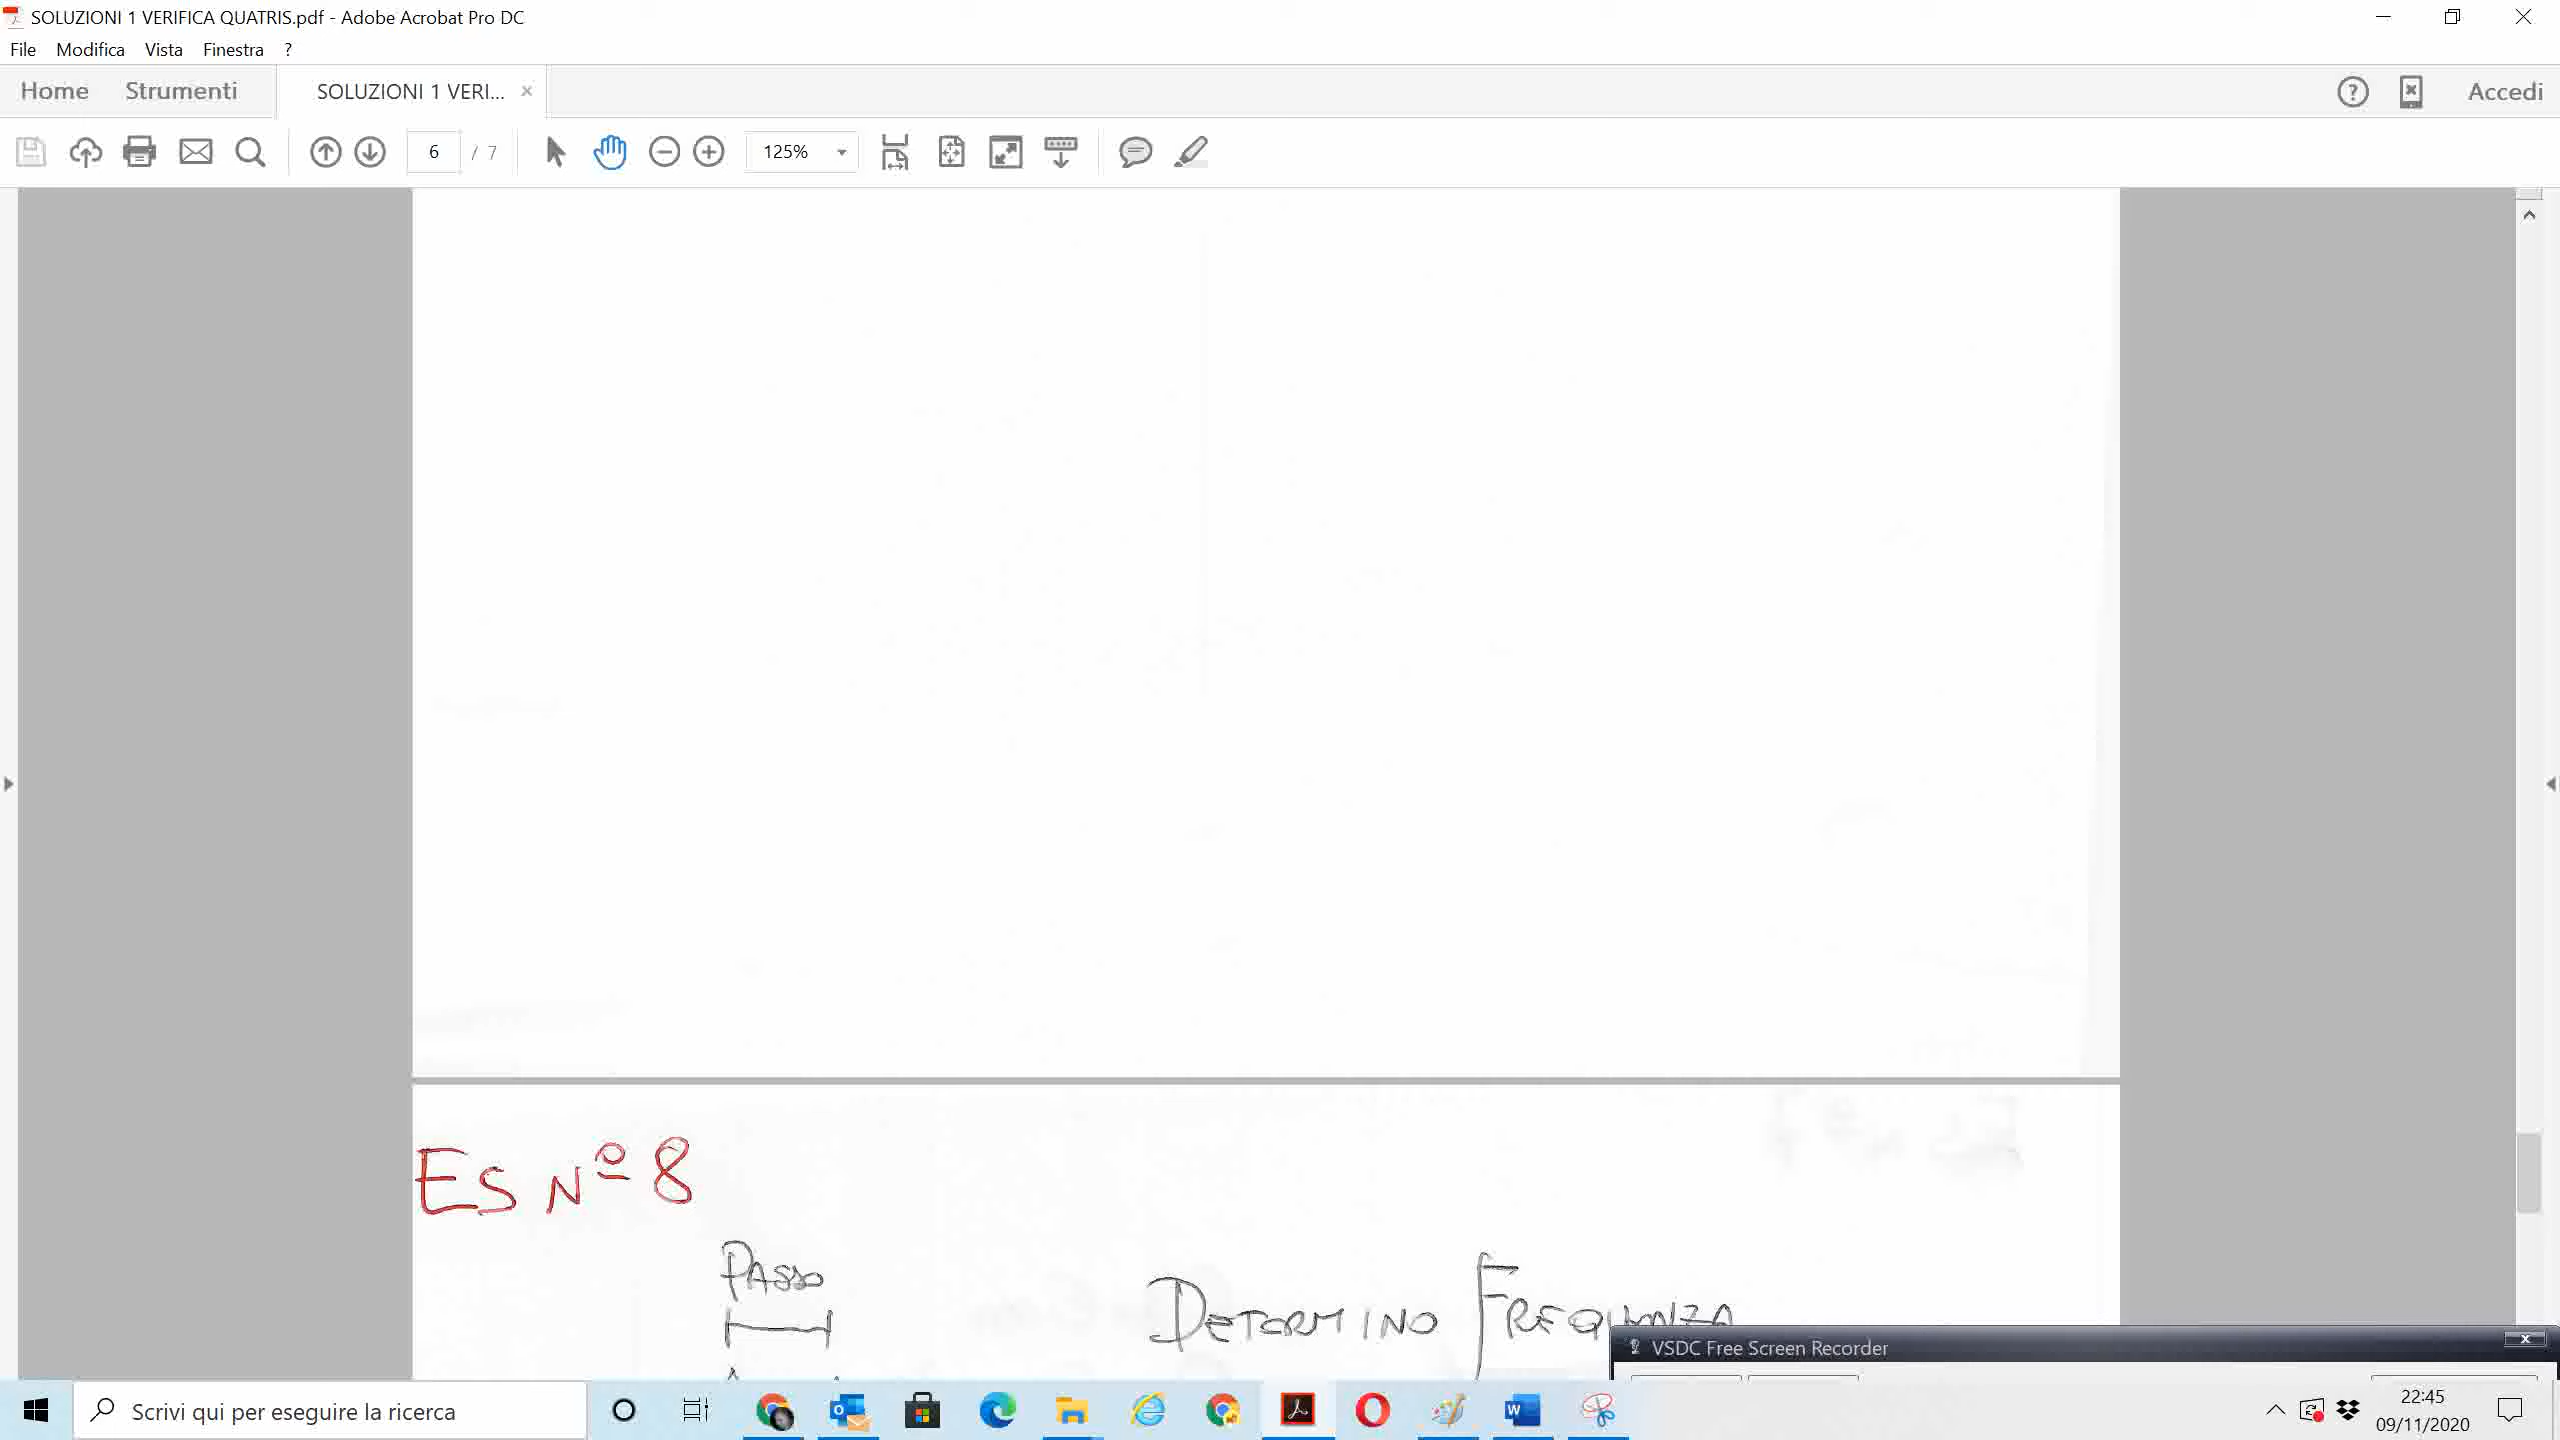 SOLUZIONI 1 VERIFICA QUATRIS.pdf - Adobe Acrobat Pro DC
File Modifica Vista Finestra ?
Home Strumenti SOLUZIONI 1 VERI... × Accedi
6 / 7 125%
ES Nº 8
PASSO
DETERMINO FREQUENZA
VSDC Free Screen Recorder
Scrivi qui per eseguire la ricerca
22:45
09/11/2020